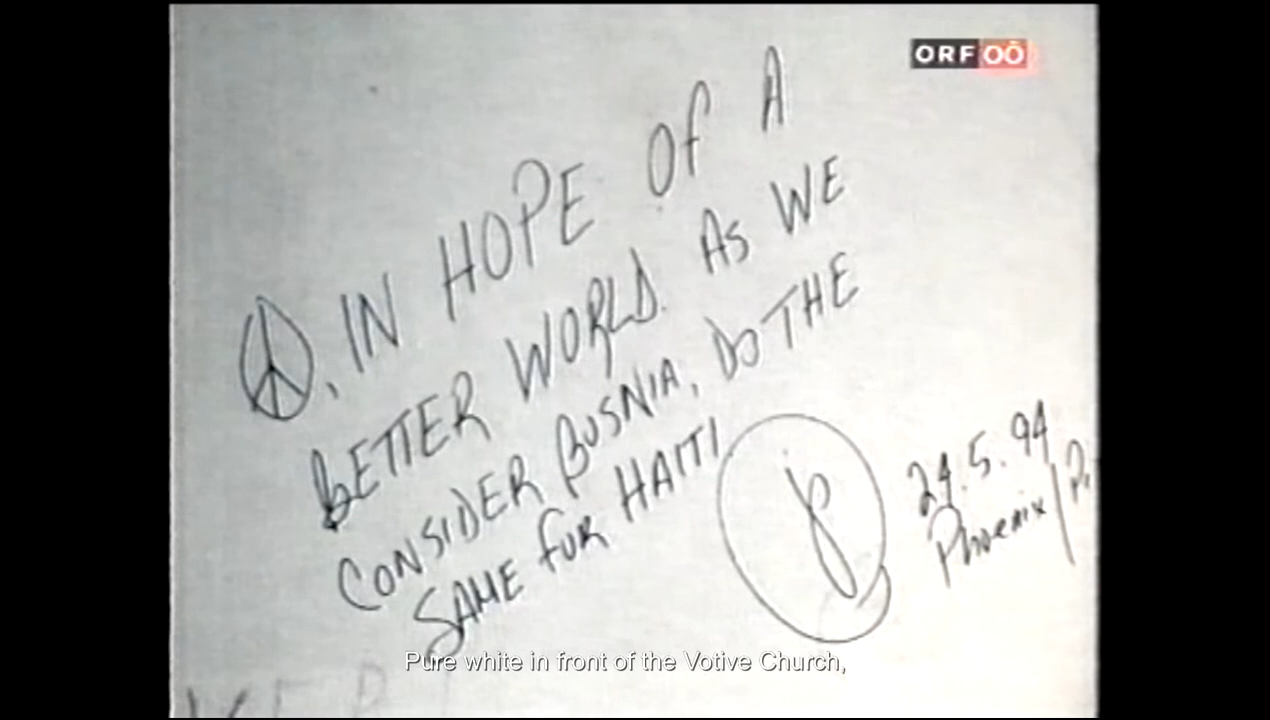 ORF OÖ
, IN HOPE Of A
BETTER WORLD. AS WE
CONSIDER BOSNIA, DO THE
SAME FOR HAITI
24.5.94
Phoenix/
Pure white in front of the Votive Church,